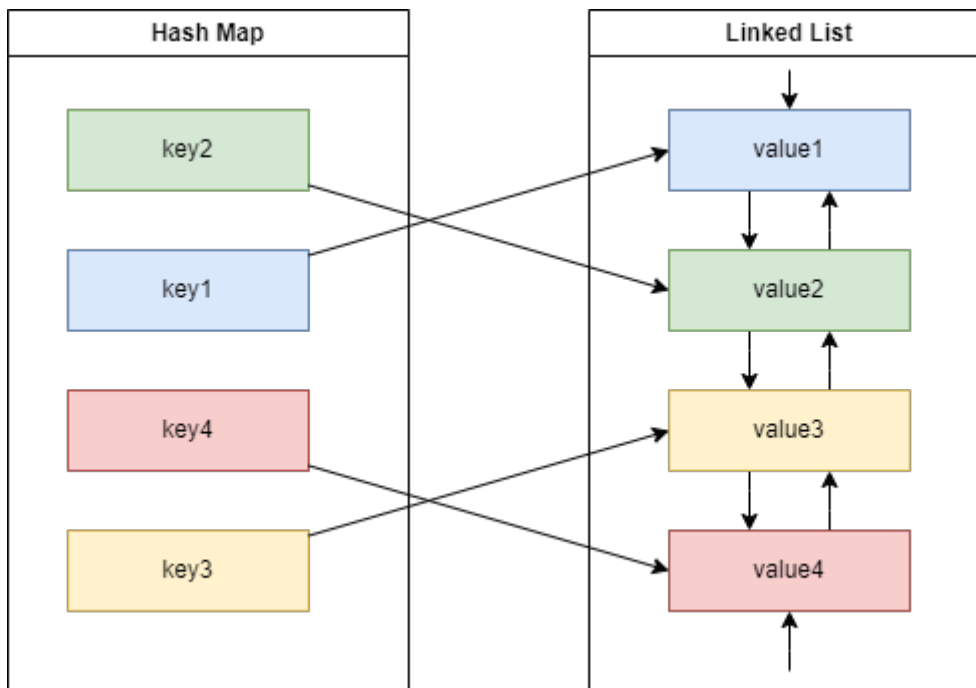 Hash Map
key2
key1
key4
key3
Linked List
value1
value2
value3
value4